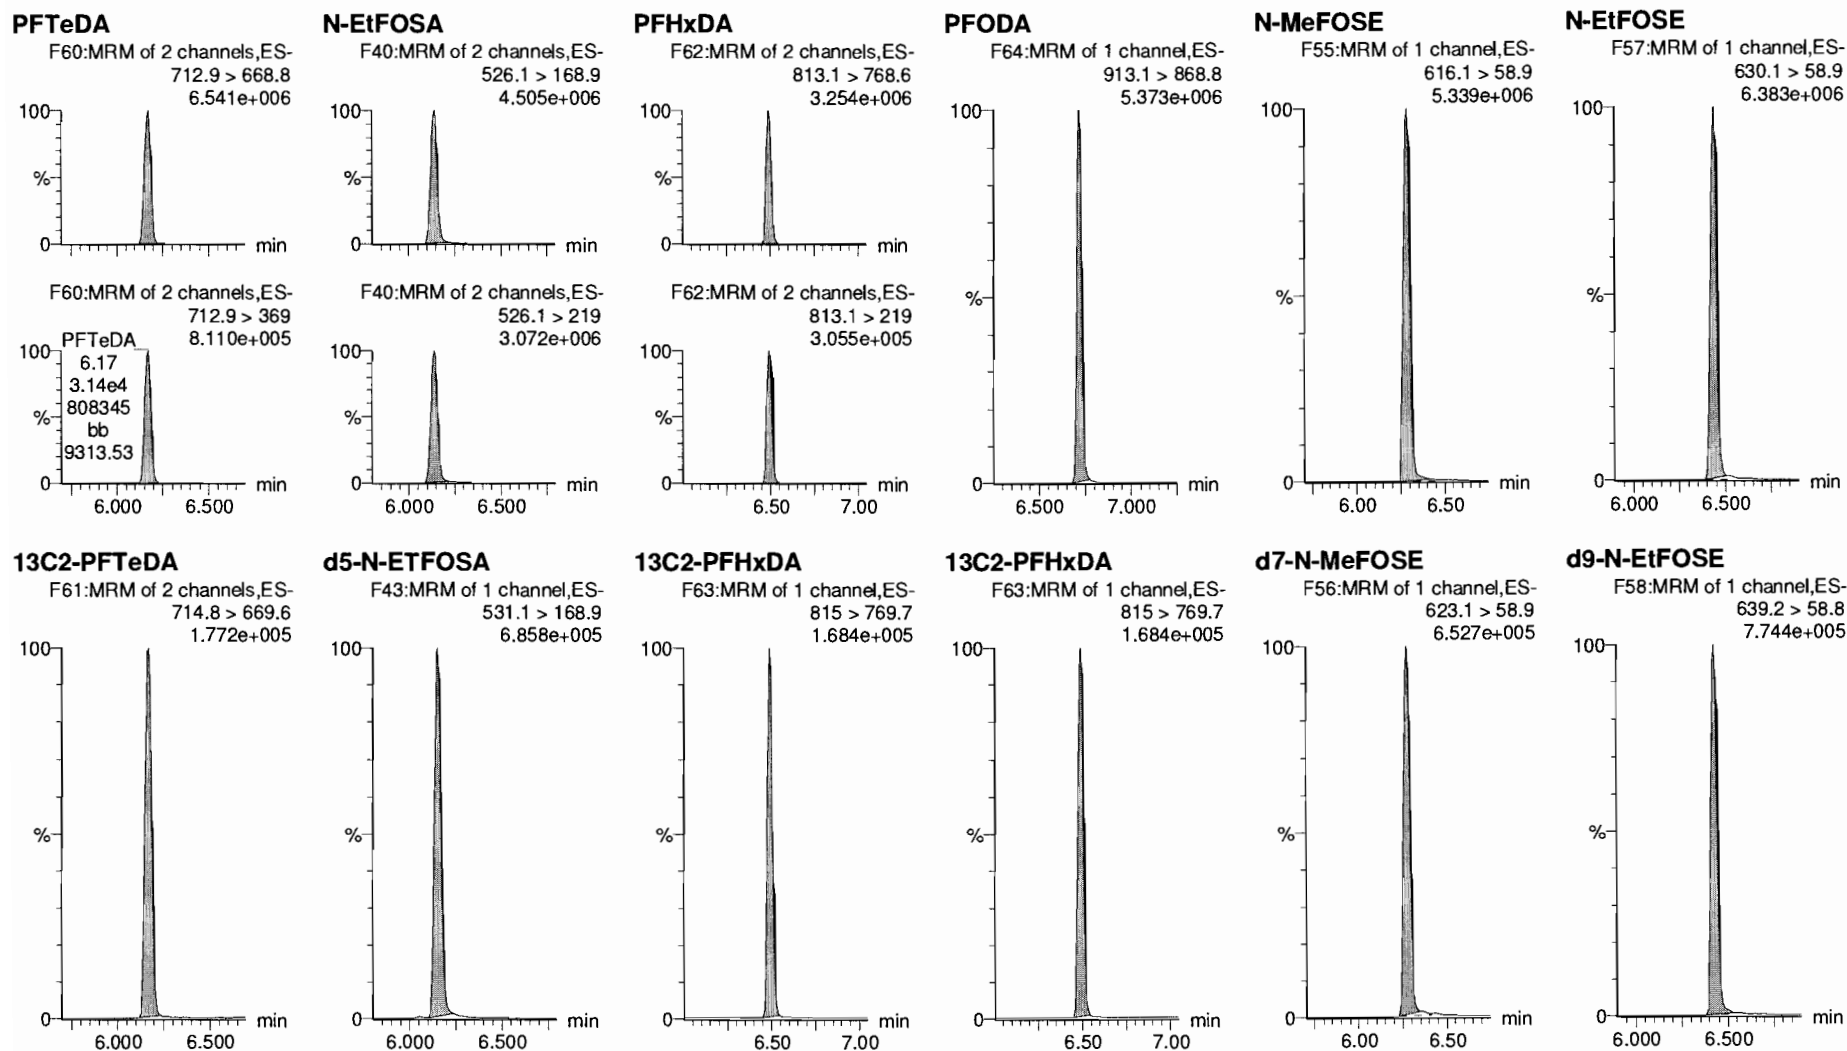 PFTeDA
F60:MRM of 2 channels,ES-
712.9 > 668.8
6.541e+006
100
%
0
min
F60:MRM of 2 channels,ES-
712.9 > 369
8.110e+005
PFTeDA
6.17
3.14e4
808345
bb
9313.53
100
%
0
min
6.000 6.500
N-EtFOSA
F40:MRM of 2 channels,ES-
526.1 > 168.9
4.505e+006
100
%
0
min
F40:MRM of 2 channels,ES-
526.1 > 219
3.072e+006
100
%
0
min
6.000 6.500
PFHxDA
F62:MRM of 2 channels,ES-
813.1 > 768.6
3.254e+006
100
%
0
min
F62:MRM of 2 channels,ES-
813.1 > 219
3.055e+005
100
%
0
min
6.50 7.00
PFODA
F64:MRM of 1 channel,ES-
913.1 > 868.8
5.373e+006
100
%
0
min
6.500 7.000
N-MeFOSE
F55:MRM of 1 channel,ES-
616.1 > 58.9
5.339e+006
100
%
0
min
6.00 6.50
N-EtFOSE
F57:MRM of 1 channel,ES-
630.1 > 58.9
6.383e+006
100
%
0
min
6.000 6.500
13C2-PFTeDA
F61:MRM of 2 channels,ES-
714.8 > 669.6
1.772e+005
100
%
0
min
6.000 6.500
d5-N-ETFOSA
F43:MRM of 1 channel,ES-
531.1 > 168.9
6.858e+005
100
%
0
min
6.000 6.500
13C2-PFHxDA
F63:MRM of 1 channel,ES-
815 > 769.7
1.684e+005
100
%
0
min
6.50 7.00
13C2-PFHxDA
F63:MRM of 1 channel,ES-
815 > 769.7
1.684e+005
100
%
0
min
6.50 7.00
d7-N-MeFOSE
F56:MRM of 1 channel,ES-
623.1 > 58.9
6.527e+005
100
%
0
min
6.00 6.50
d9-N-EtFOSE
F58:MRM of 1 channel,ES-
639.2 > 58.8
7.744e+005
100
%
0
min
6.000 6.500